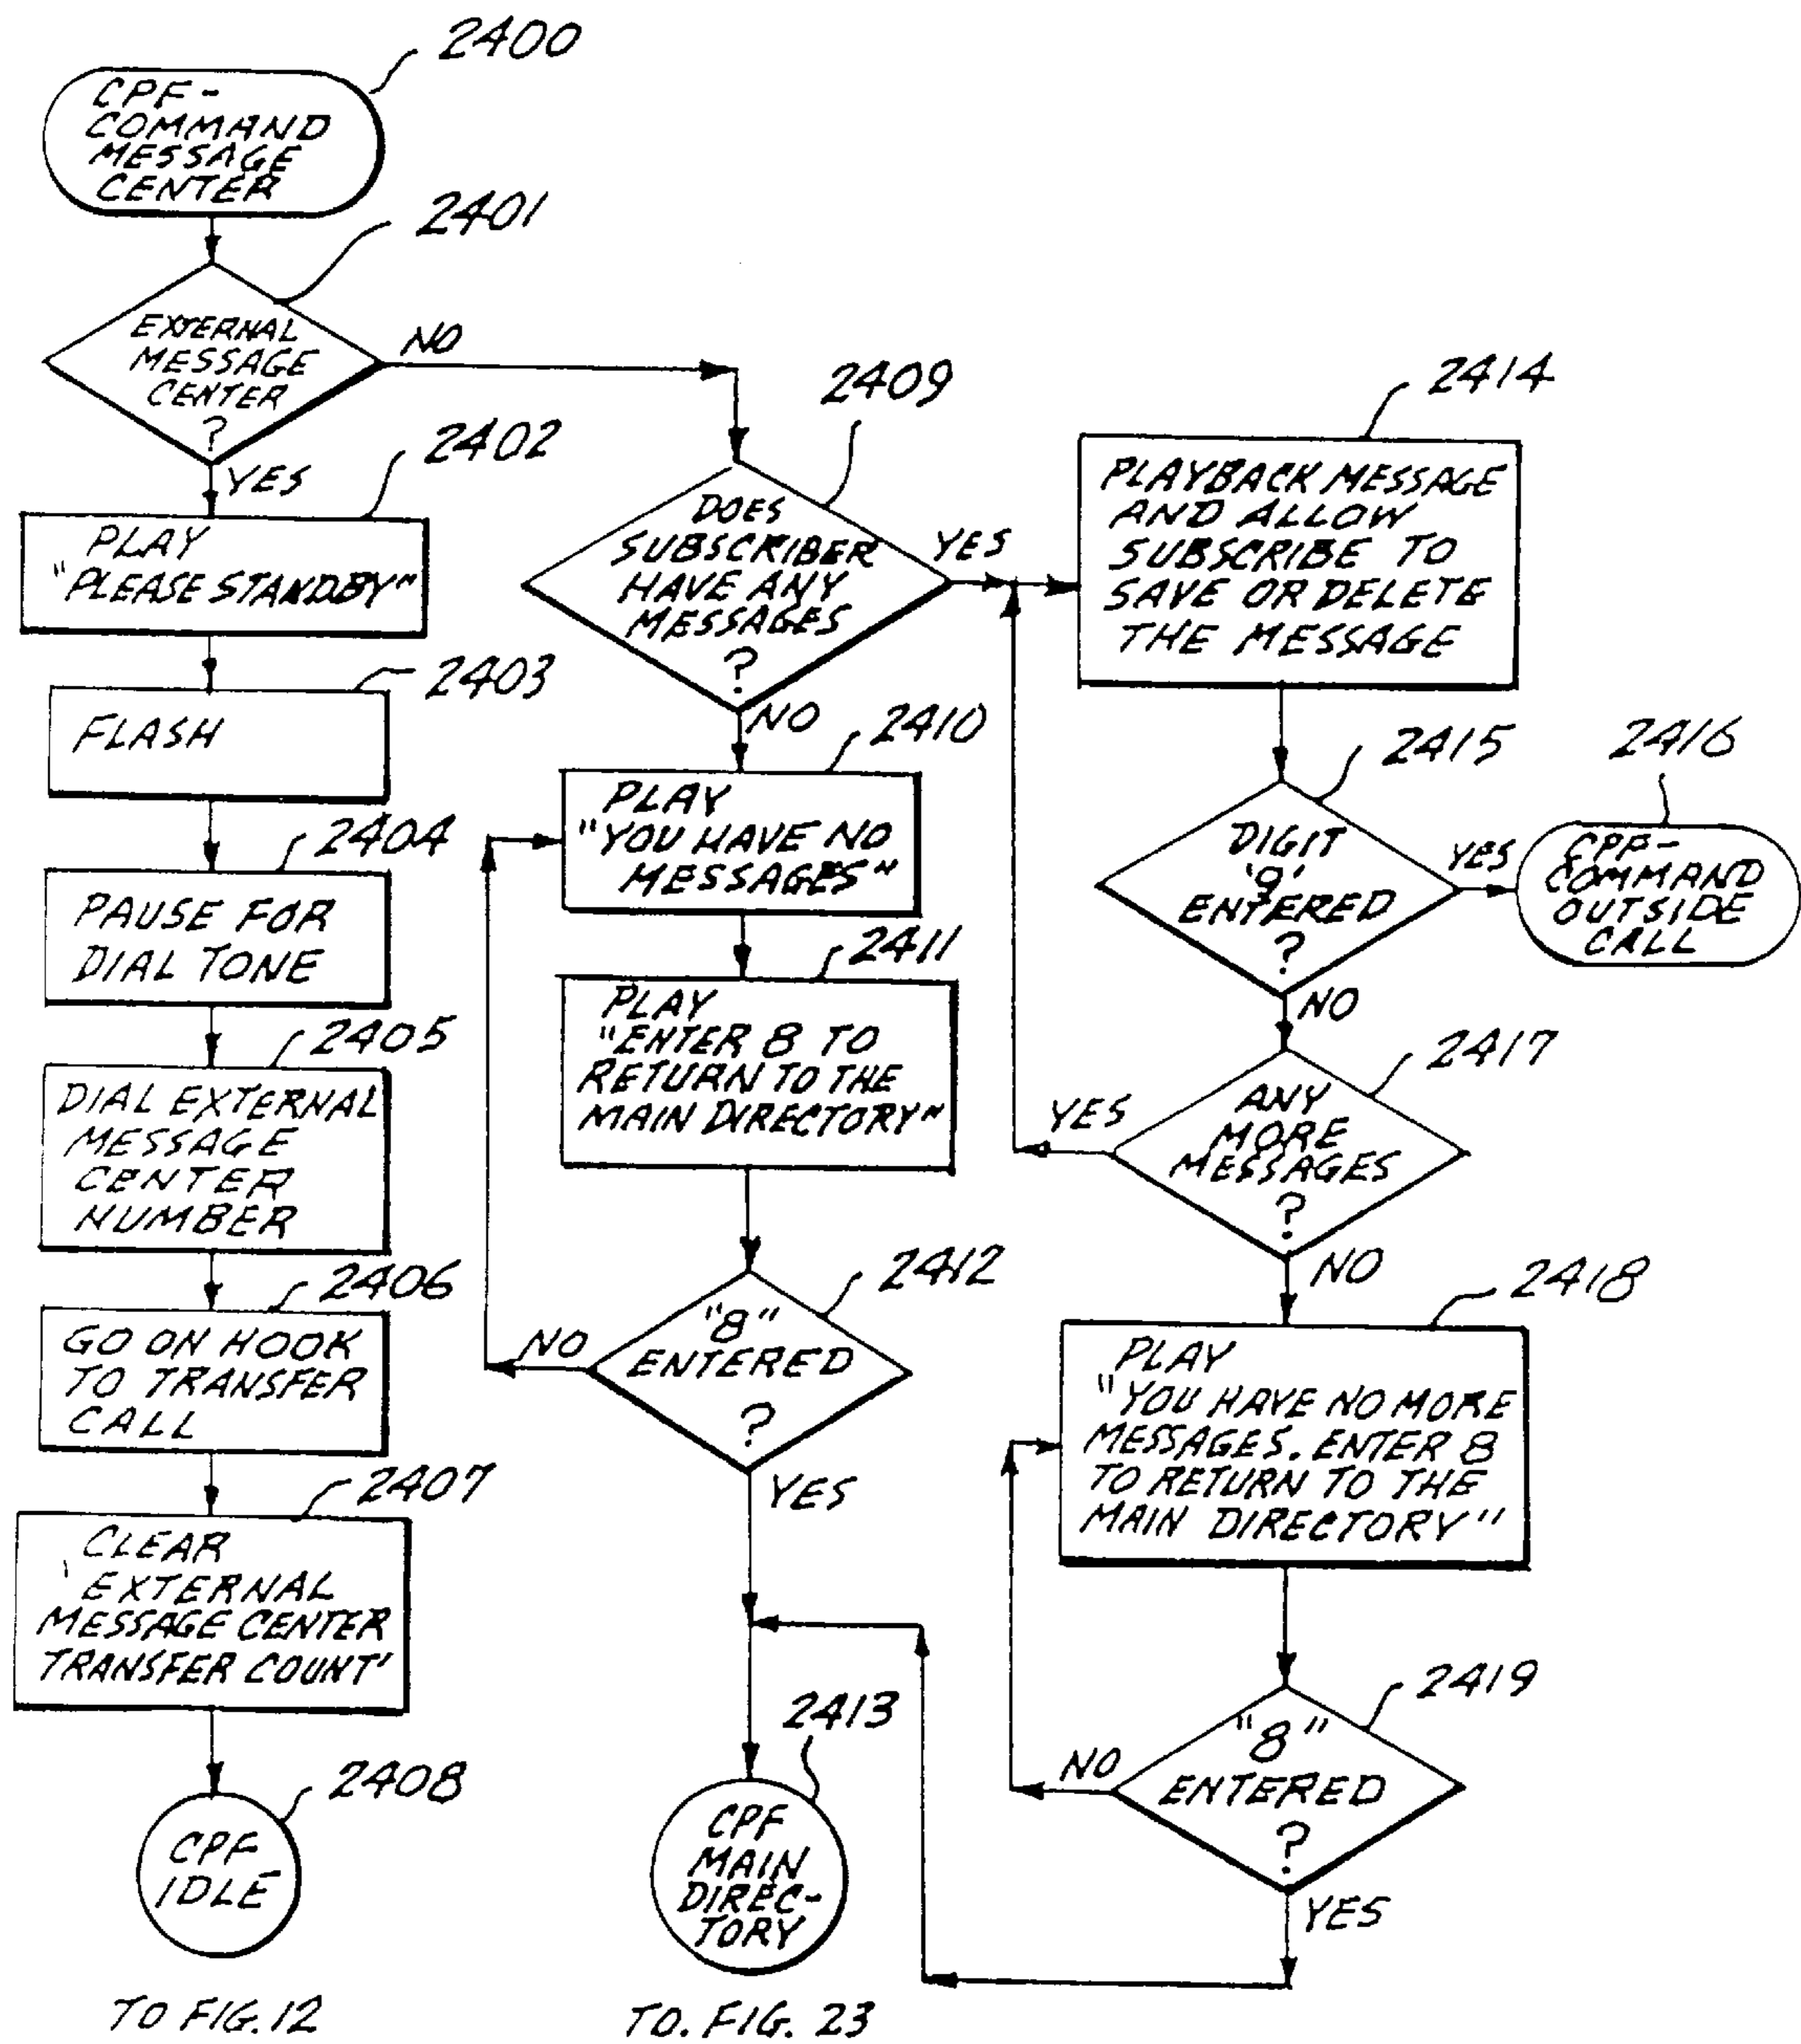 2400
CPF-
COMMAND
MESSAGE
CENTER
2401
EXTERNAL
MESSAGE
CENTER
?
NO
YES
2402
PLAY
"PLEASE STANDBY"
2403
FLASH
2404
PAUSE FOR
DIAL TONE
2405
DIAL EXTERNAL
MESSAGE
CENTER
NUMBER
2406
GO ON HOOK
TO TRANSFER
CALL
2407
CLEAR
'EXTERNAL
MESSAGE CENTER
TRANSFER COUNT'
2408
CPF
IDLE
TO FIG. 12
2409
DOES
SUBSCRIBER
HAVE ANY
MESSAGES
?
YES
NO
2410
PLAY
"YOU HAVE NO
MESSAGES"
2411
PLAY
"ENTER 8 TO
RETURN TO THE
MAIN DIRECTORY"
2412
"8"
ENTERED
?
NO
YES
2413
CPF
MAIN
DIREC-
TORY
TO. FIG. 23
2414
PLAYBACK MESSAGE
AND ALLOW
SUBSCRIBE TO
SAVE OR DELETE
THE MESSAGE
2415
DIGIT
'9'
ENTERED
?
YES
NO
2416
CPF-
COMMAND
OUTSIDE
CALL
2417
ANY
MORE
MESSAGES
?
YES
NO
2418
PLAY
"YOU HAVE NO MORE
MESSAGES. ENTER 8
TO RETURN TO THE
MAIN DIRECTORY"
2419
"8"
ENTERED
?
NO
YES